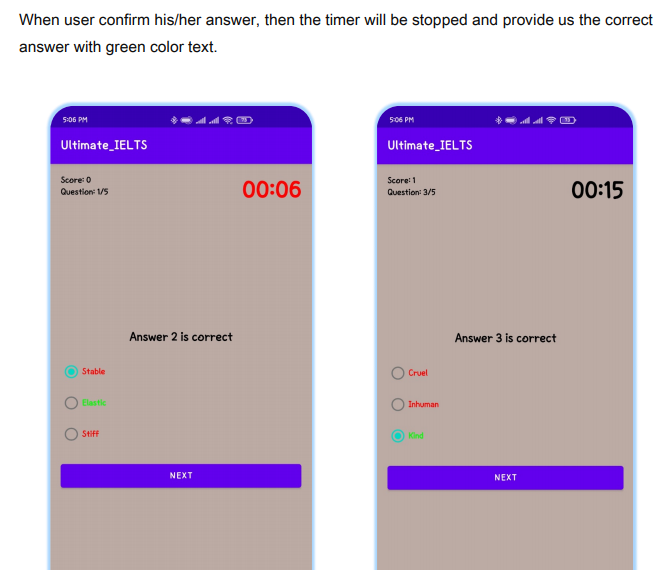 When user confirm his/her answer, then the timer will be stopped and provide us the correct
answer with green color text.
5:06 PM
Ultimate_IELTS
Score: 0
Question: 1/5
00:06
Answer 2 is correct
Stable
Elastic
Stiff
NEXT
5:06 PM
Ultimate_IELTS
Score: 1
Question: 3/5
00:15
Answer 3 is correct
Cruel
Inhuman
Kind
NEXT